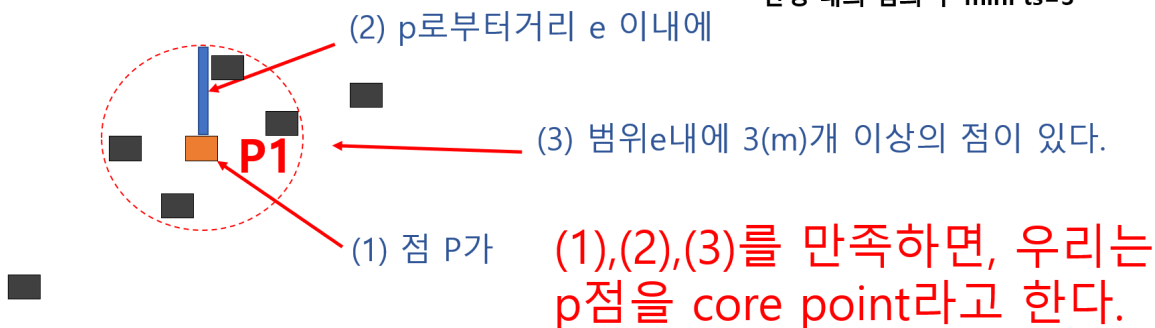 (2) p로부터거리 e 이내에
P1
(3) 범위e내에 3(m)개 이상의 점이 있다.
(1) 점 P가
(1),(2),(3)를 만족하면, 우리는
p점을 core point라고 한다.